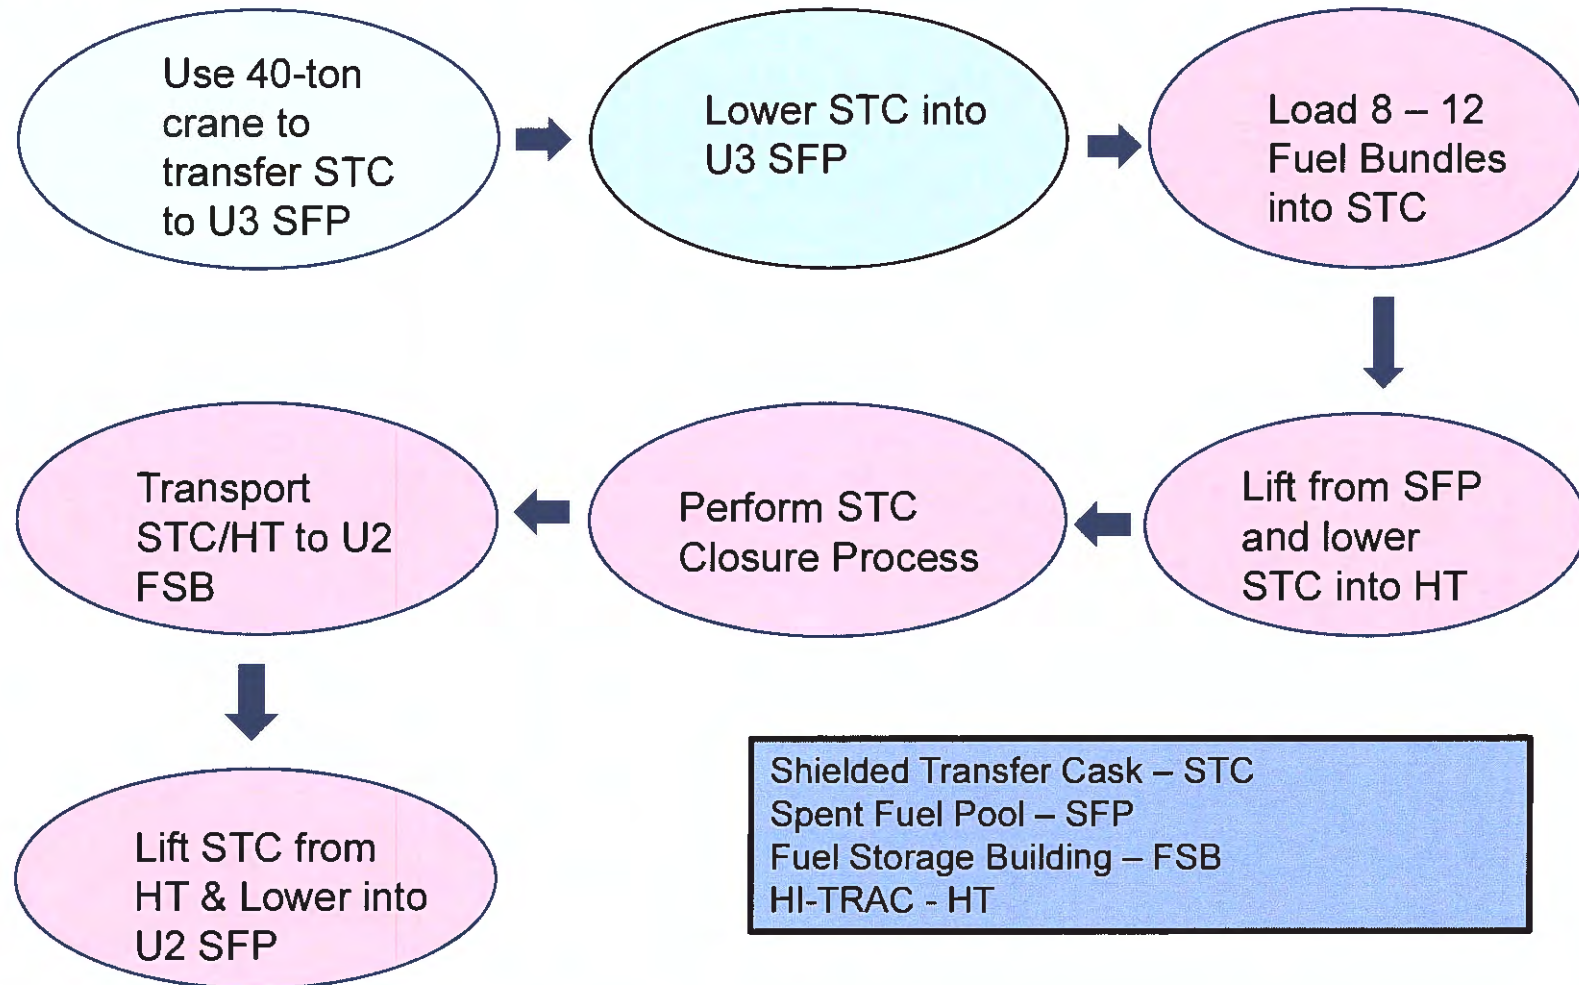 Use 40-ton
crane to
transfer STC
to U3 SFP
Lower STC into
U3 SFP
Load 8 – 12
Fuel Bundles
into STC
Lift from SFP
and lower
STC into HT
Perform STC
Closure Process
Transport
STC/HT to U2
FSB
Lift STC from
HT & Lower into
U2 SFP
Shielded Transfer Cask – STC
Spent Fuel Pool – SFP
Fuel Storage Building – FSB
HI-TRAC - HT